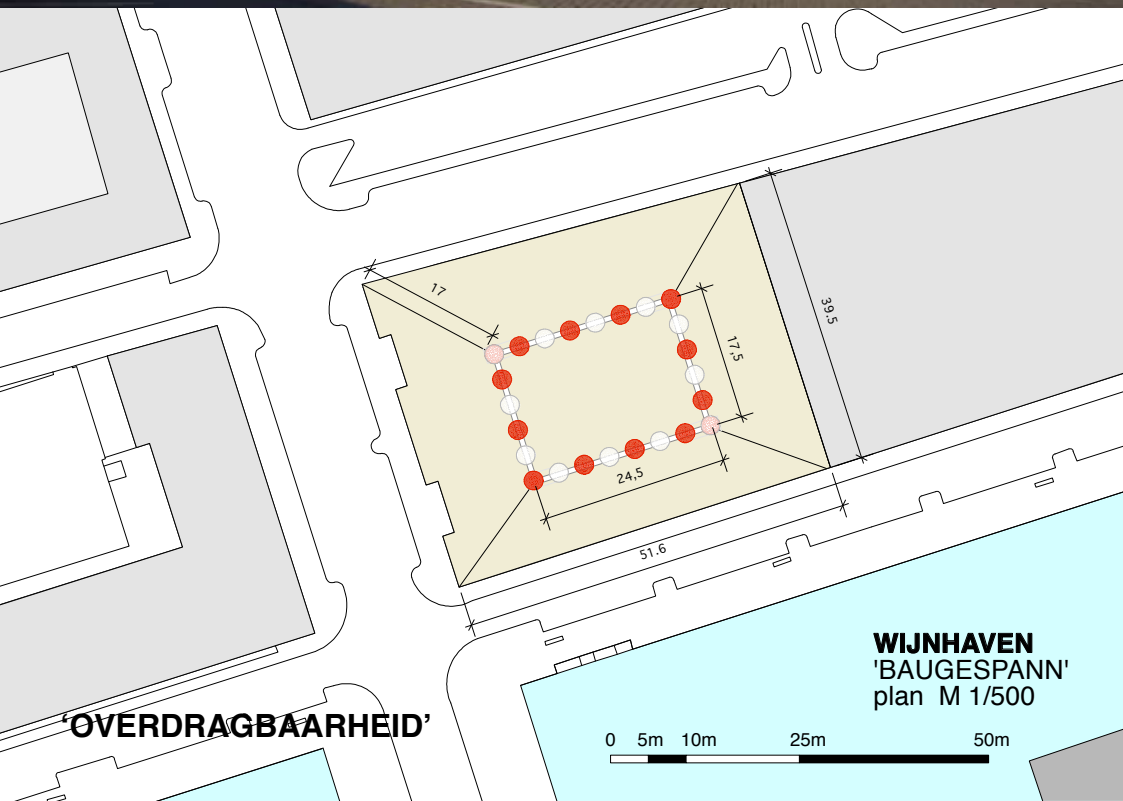 17
39.5
17,5
24,5
51.6
WIJNHAVEN
'BAUGESPANN'
plan M 1/500
‘OVERDRAGBAARHEID’
0 5m 10m 25m 50m